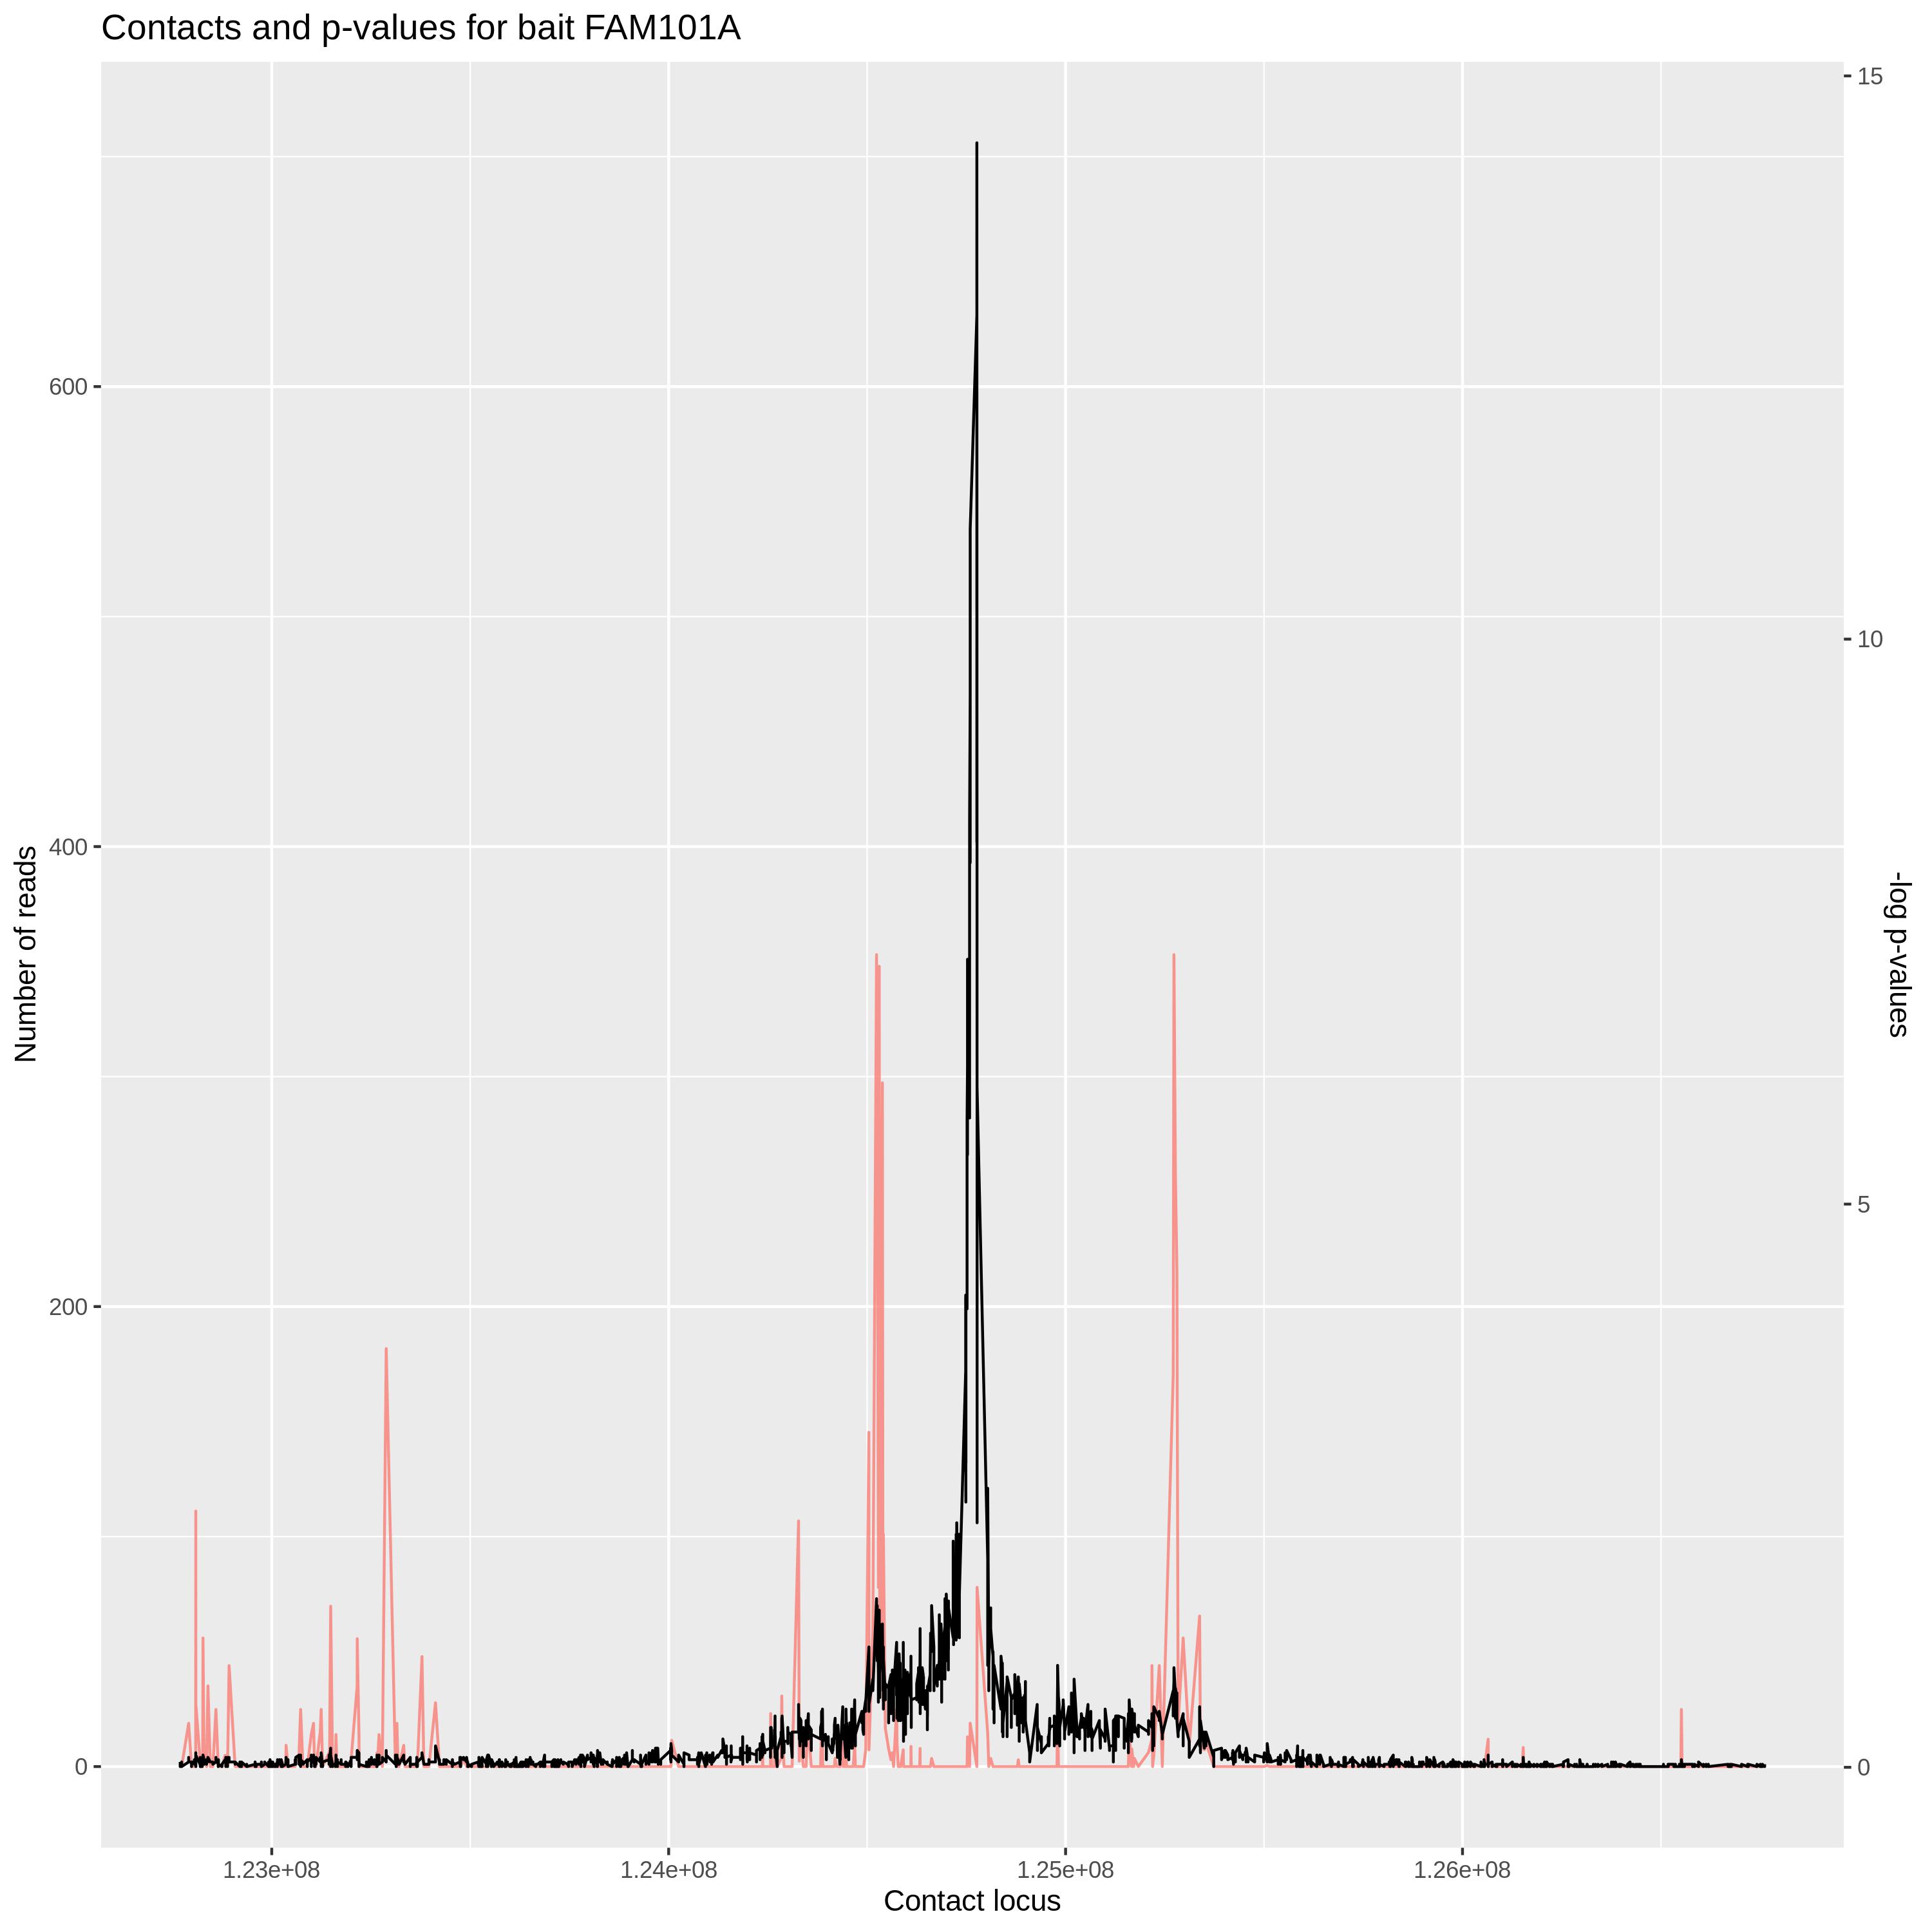 Contacts and p-values for bait FAM101A
Number of reads
600
400
200
0
15
10
5
0
-log p-values
1.23e+08
1.24e+08
1.25e+08
1.26e+08
Contact locus